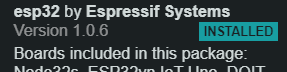 esp32 by Espressif Systems
Version 1.0.6 INSTALLED
Boards included in this package: